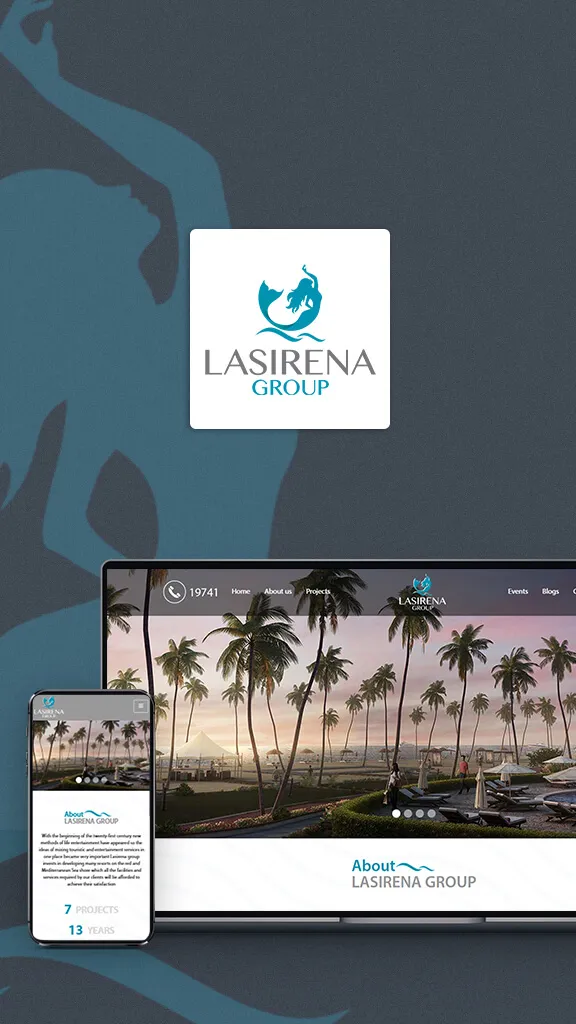 LASIRENA
GROUP
19741
Home
About us
Projects
LASIRENA
GROUP
Events
Blogs
About
LASIRENA GROUP
LASIRENA
GROUP
About
LASIRENA GROUP
With the beginning of the twenty-first century new
methods of life entertainment have appeared so the
ideas of mixing touristic and entertainment services in
one place became very important Lasirena group
invests in developing many resorts on the red and
Mediterranean Sea shore which all the facilities and
services required by our clients will be afforded to
achieve their satisfaction
7 PROJECTS
13 YEARS